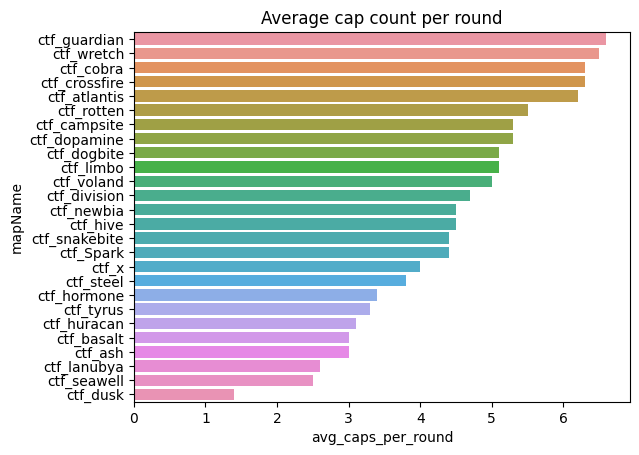 Average cap count per round
mapName
ctf_guardian
ctf_wretch
ctf_cobra
ctf_crossfire
ctf_atlantis
ctf_rotten
ctf_campsite
ctf_dopamine
ctf_dogbite
ctf_limbo
ctf_voland
ctf_division
ctf_newbia
ctf_hive
ctf_snakebite
ctf_Spark
ctf_x
ctf_steel
ctf_hormone
ctf_tyrus
ctf_huracan
ctf_basalt
ctf_ash
ctf_lanubya
ctf_seawell
ctf_dusk
0 1 2 3 4 5 6
avg_caps_per_round